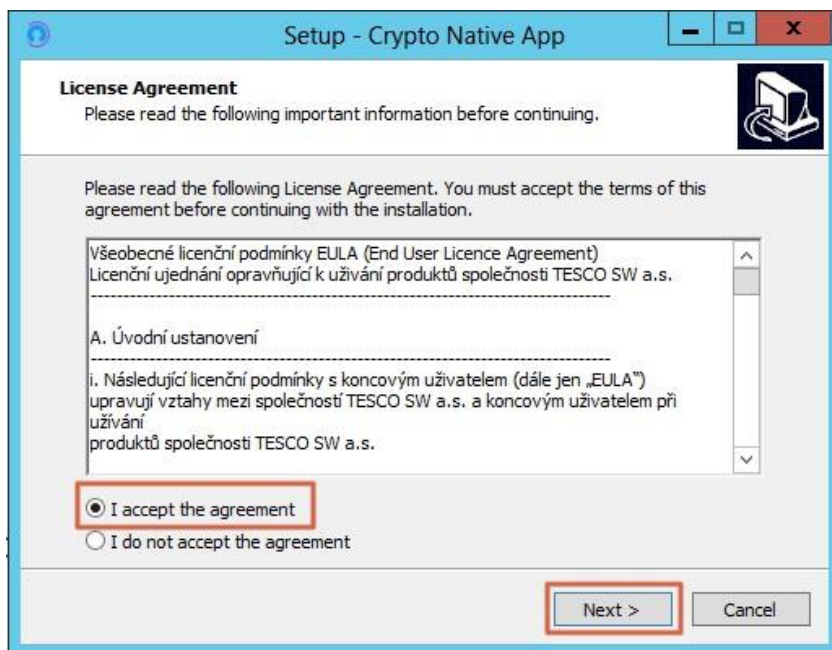 Setup - Crypto Native App
License Agreement
Please read the following important information before continuing.
Please read the following License Agreement. You must accept the terms of this
agreement before continuing with the installation.
Všeobecné licenční podmínky EULA (End User Licence Agreement)
Licenční ujednání opravňující k užívání produktů společnosti TESCO SW a.s.
--------------------------------------------------------------------------------
A. Úvodní ustanovení
--------------------------------------------------------------------------------
i. Následující licenční podmínky s koncovým uživatelem (dále jen „EULA")
upravují vztahy mezi společností TESCO SW a.s. a koncovým uživatelem při
užívání
produktů společnosti TESCO SW a.s.
I accept the agreement
I do not accept the agreement
Next >
Cancel